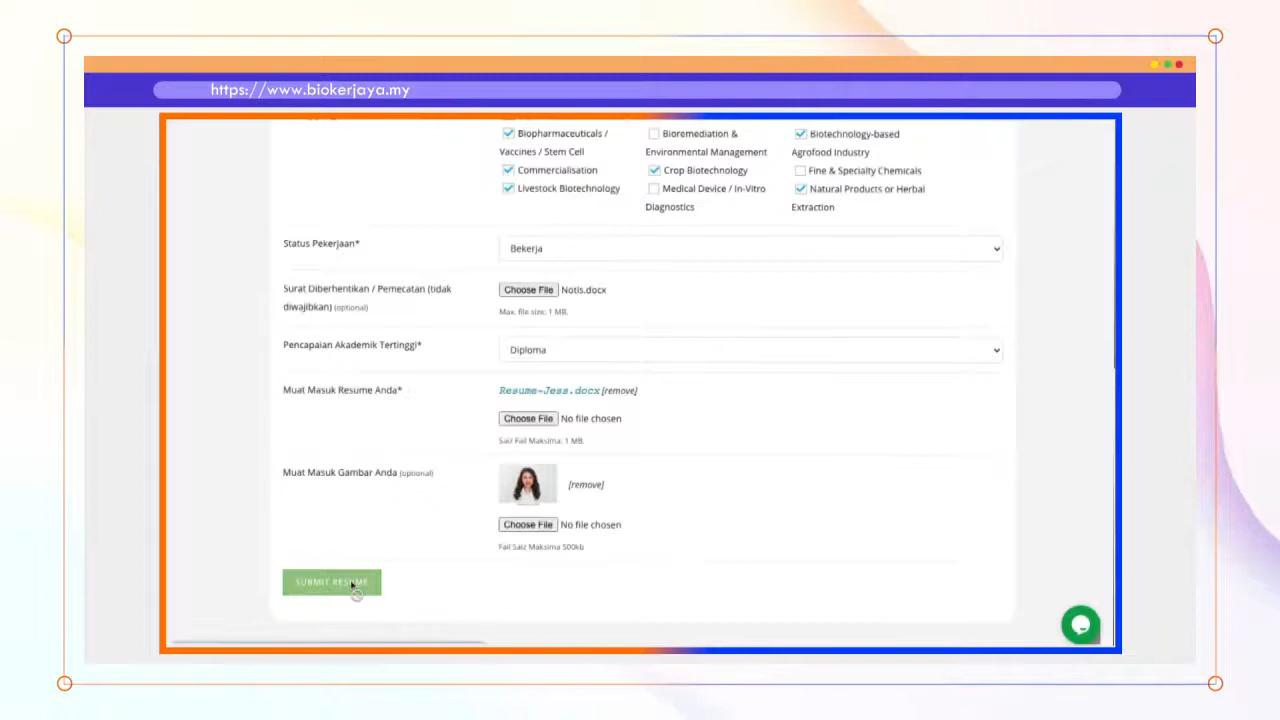 https://www.biokerjaya.my
Biopharmaceuticals / Bioremediation & Biotechnology-based
Vaccines / Stem Cell Environmental Management Agrofood Industry
Commercialisation Crop Biotechnology Fine & Specialty Chemicals
Livestock Biotechnology Medical Device / In-Vitro Natural Products or Herbal
Diagnostics Extraction
Status Pekerjaan* Bekerja
Surat Diberhentikan / Pemecatan (tidak Choose File Notis.docx
diwajibkan) (optional) Max. file size: 1 MB.
Pencapaian Akademik Tertinggi* Diploma
Muat Masuk Resume Anda* Resume-Jess.docx [remove]
Choose File No file chosen
Saiz Fail Maksima: 1 MB.
Muat Masuk Gambar Anda (optional) [remove]
Choose File No file chosen
Fail Saiz Maksima 500kb
SUBMIT RESUME